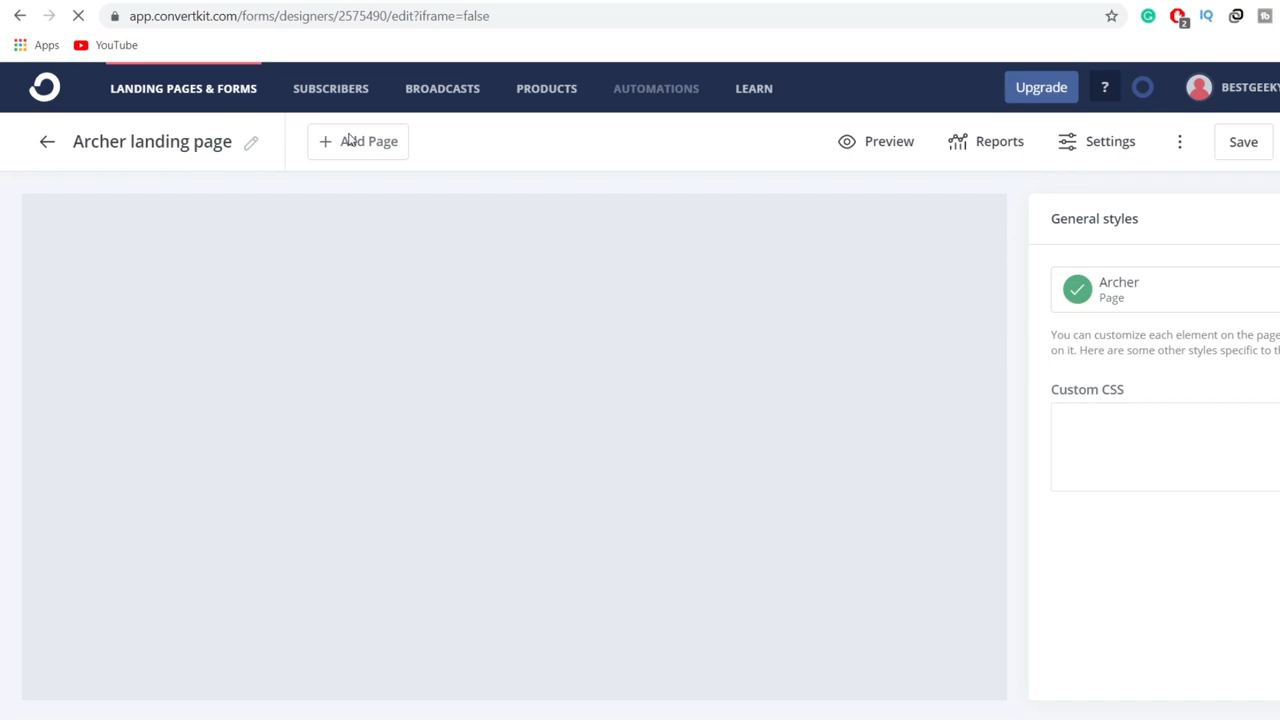 app.convertkit.com/forms/designers/2575490/edit?iframe=false
2
IQ
Apps
YouTube
LANDING PAGES & FORMS
SUBSCRIBERS
BROADCASTS
PRODUCTS
AUTOMATIONS
LEARN
Upgrade
?
BESTGEEKY
Archer landing page
+ Add Page
Preview
Reports
Settings
Save
General styles
Archer
Page
You can customize each element on the page
on it. Here are some other styles specific to
Custom CSS